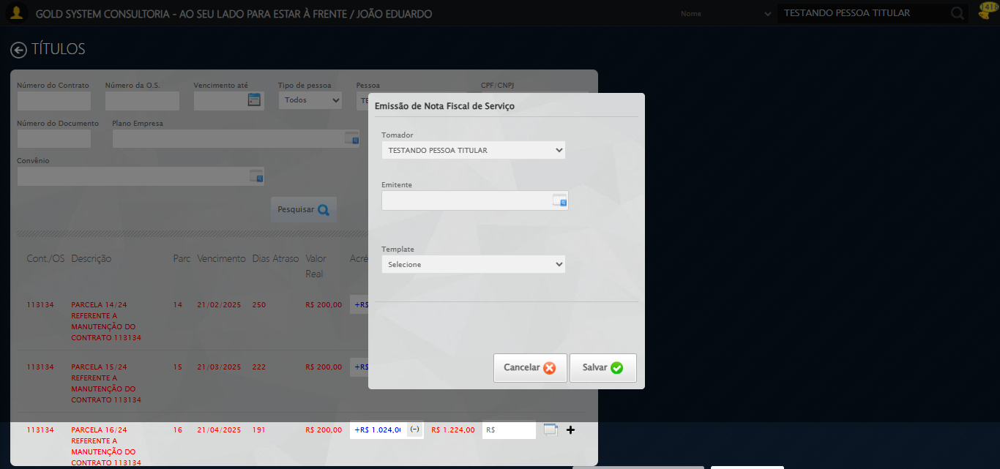 GOLD SYSTEM CONSULTORIA - AO SEU LADO PARA ESTAR À FRENTE / JOÃO EDUARDO
Nome
TESTANDO PESSOA TITULAR
1418
TÍTULOS
Número do Contrato
Número da O.S.
Vencimento até
Tipo de pessoa
Pessoa
CPF/CNPJ
Todos
TE
Número do Documento
Plano Empresa
Convênio
Pesquisar
Emissão de Nota Fiscal de Serviço
Tomador
TESTANDO PESSOA TITULAR
Emitente
Template
Selecione
Cancelar
Salvar
Cont./OS Descrição Parc Vencimento Dias Atraso Valor Real Acré
113134 PARCELA 14/24 14 21/02/2025 250 R$ 200,00 +R$
REFERENTE A
MANUTENÇÃO DO
CONTRATO 113134
113134 PARCELA 15/24 15 21/03/2025 222 R$ 200,00 +R$
REFERENTE A
MANUTENÇÃO DO
CONTRATO 113134
113134 PARCELA 16/24 16 21/04/2025 191 R$ 200,00 +R$ 1.024,0 (-) R$ 1.224,00 R$
REFERENTE A
MANUTENÇÃO DO
CONTRATO 113134